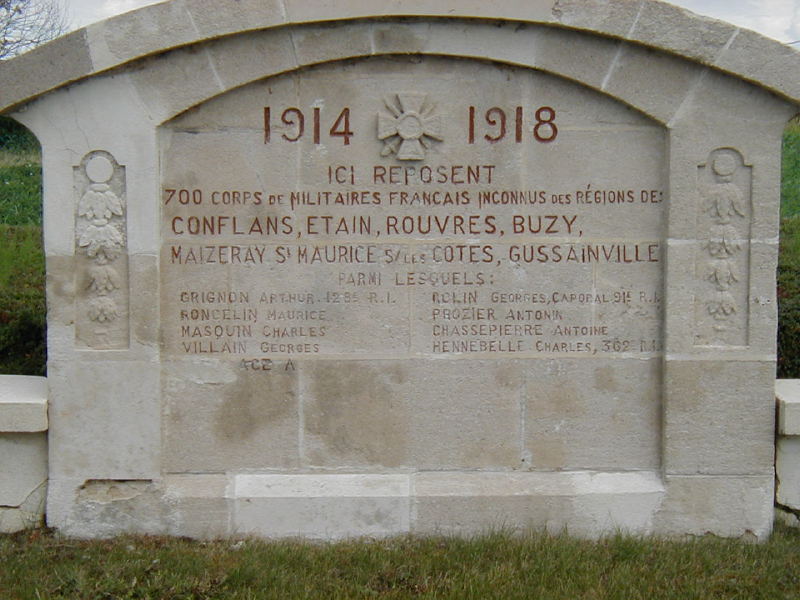 1914 1918
ICI REPOSENT
700 CORPS DE MILITAIRES FRANCAIS INCONNUS DES RÉGIONS DE:
CONFLANS, ETAIN, ROUVRES, BUZY,
MAIZERAY ST MAURICE S/LES COTES, GUSSAINVILLE
PARMI LESQUELS:
GRIGNON ARTHUR. 128E R.I. ROLIN GEORGES, CAPORAL 91E R.I.
RONCELIN MAURICE PROZIER ANTONIN
MASQUIN CHARLES CHASSEPIERRE ANTOINE
VILLAIN GEORGES HENNEBELLE CHARLES, 362E R.I.